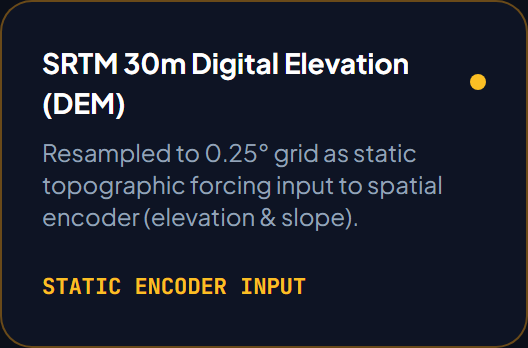 SRTM 30m Digital Elevation
(DEM)
Resampled to 0.25° grid as static
topographic forcing input to spatial
encoder (elevation & slope).
STATIC ENCODER INPUT